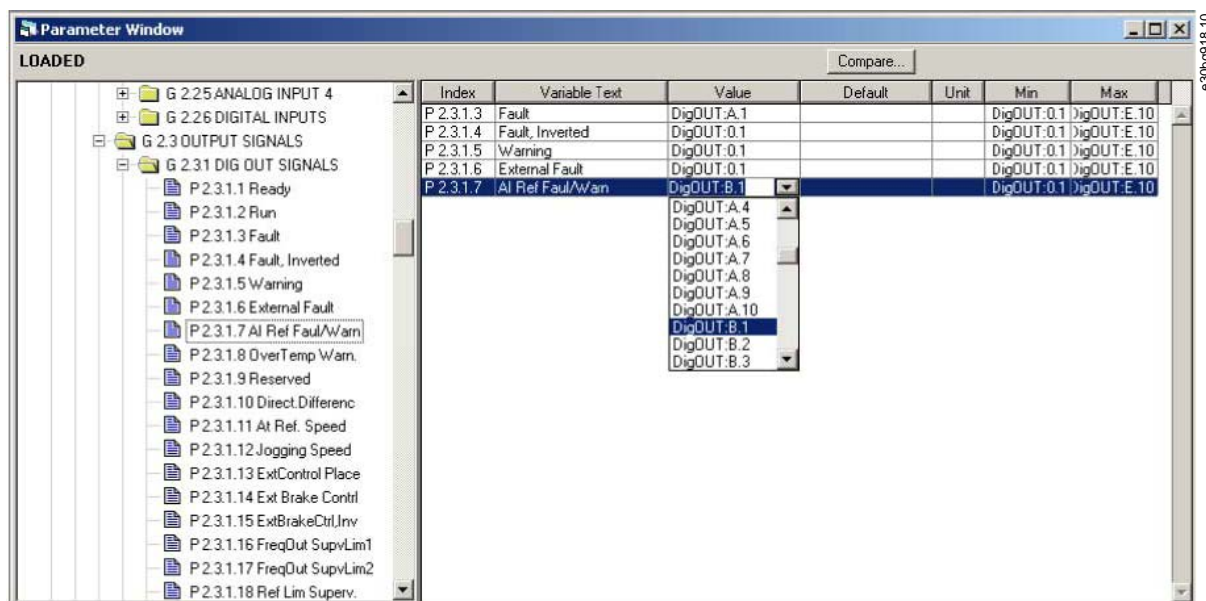 Parameter Window
LOADED
Compare...
G 2.25 ANALOG INPUT 4
G 2.26 DIGITAL INPUTS
G 2.3 OUTPUT SIGNALS
G 2.31 DIG OUT SIGNALS
P 2.3.1.1 Ready
P 2.3.1.2 Run
P 2.3.1.3 Fault
P 2.3.1.4 Fault, Inverted
P 2.3.1.5 Warning
P 2.3.1.6 External Fault
P 2.3.1.7 AI Ref Faul/Warn
P 2.3.1.8 OverTemp Warn.
P 2.3.1.9 Reserved
P 2.3.1.10 Direct.Differenc
P 2.3.1.11 At Ref. Speed
P 2.3.1.12 Jogging Speed
P 2.3.1.13 ExtControl Place
P 2.3.1.14 Ext Brake Contrl
P 2.3.1.15 ExtBrakeCtrl,Inv
P 2.3.1.16 FreqOut SupvLim1
P 2.3.1.17 FreqOut SupvLim2
P 2.3.1.18 Ref Lim Superv.
Index Variable Text Value Default Unit Min Max
P 2.3.1.3 Fault DigOUT:A.1 DigOUT:0.1 DigOUT:E.10
P 2.3.1.4 Fault, Inverted DigOUT:0.1 DigOUT:0.1 DigOUT:E.10
P 2.3.1.5 Warning DigOUT:0.1 DigOUT:0.1 DigOUT:E.10
P 2.3.1.6 External Fault DigOUT:0.1 DigOUT:0.1 DigOUT:E.10
P 2.3.1.7 AI Ref Faul/Warn DigOUT:B.1 DigOUT:0.1 DigOUT:E.10
DigOUT:A.4
DigOUT:A.5
DigOUT:A.6
DigOUT:A.7
DigOUT:A.8
DigOUT:A.9
DigOUT:A.10
DigOUT:B.1
DigOUT:B.2
DigOUT:B.3
e30bg918.10